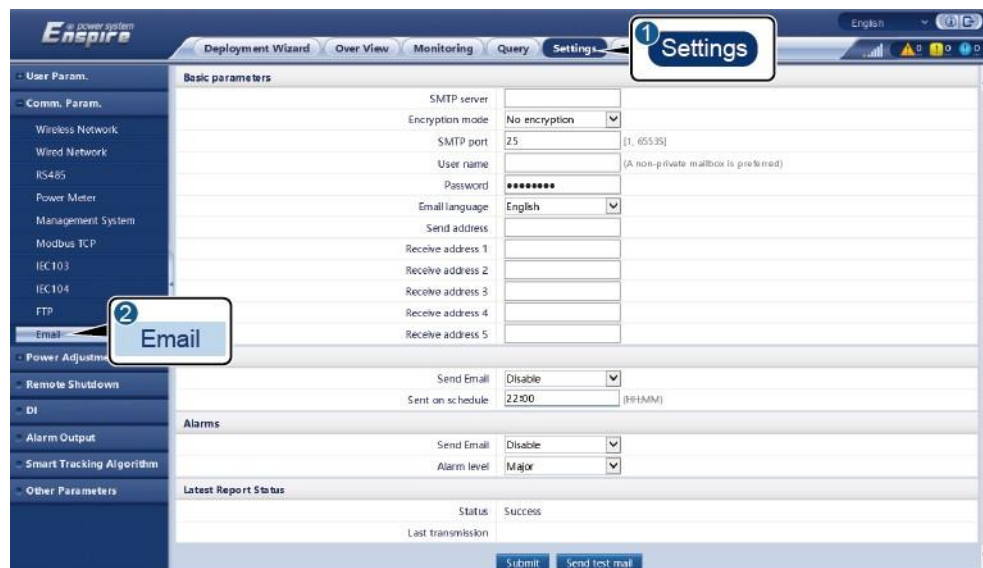 Enspire
power system
English
Deployment Wizard Over View Monitoring Query Settings
1 Settings
User Param.
Comm. Param.
Wireless Network
Wired Network
RS485
Power Meter
Management System
Modbus TCP
IEC103
IEC104
FTP
Email
2 Email
Power Adjustme
Remote Shutdown
DI
Alarm Output
Smart Tracking Algorithm
Other Parameters
Basic parameters
SMTP server
Encryption mode No encryption
SMTP port 25 [1, 65535]
User name (A non-private mailbox is preferred)
Password ●●●●●●●●
Email language English
Send address
Receive address 1
Receive address 2
Receive address 3
Receive address 4
Receive address 5
Send Email Disable
Sent on schedule 22:00 (HH:MM)
Alarms
Send Email Disable
Alarm level Major
Latest Report Status
Status Success
Last transmission
Submit Send test mail